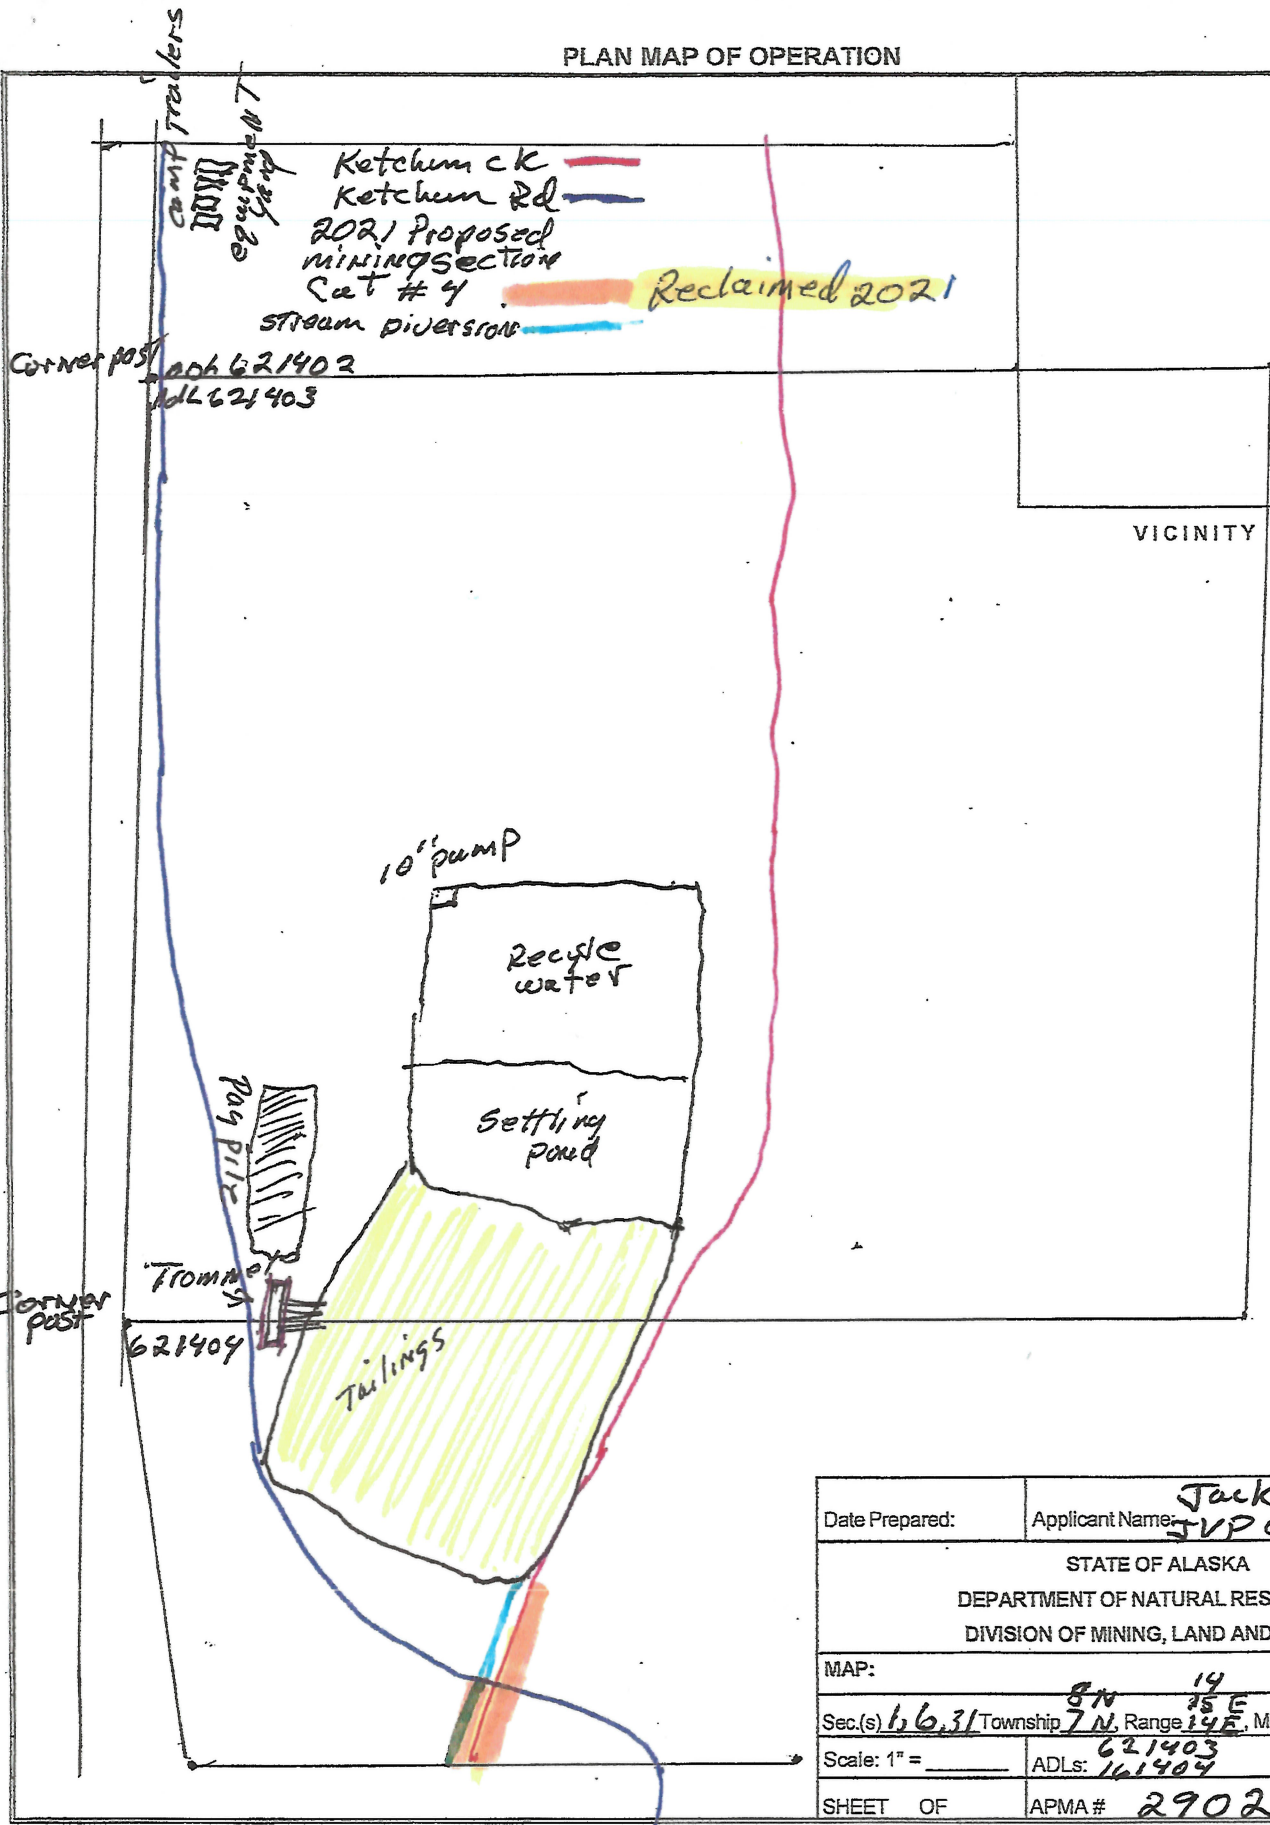 PLAN MAP OF OPERATION
camp Trailers
equipment
yard
Ketchum ck
Ketchum Rd
2021 Proposed
mining section
Cat # 4
Reclaimed 2021
stream Diversion
Corner post
621402
621403
VICINITY
10" pump
Recycle
water
Settling
pond
Pay pile
Trommel
Corner
post
621404
Tailings
Date Prepared:
Applicant Name:
Jack
JVP
STATE OF ALASKA
DEPARTMENT OF NATURAL RES
DIVISION OF MINING, LAND AND
MAP:
8N 14
15 E
Sec.(s) 1, 6, 31 Township 7 N, Range 14 E, M
Scale: 1" =
ADLs: 621403
161404
SHEET OF
APMA # 2902